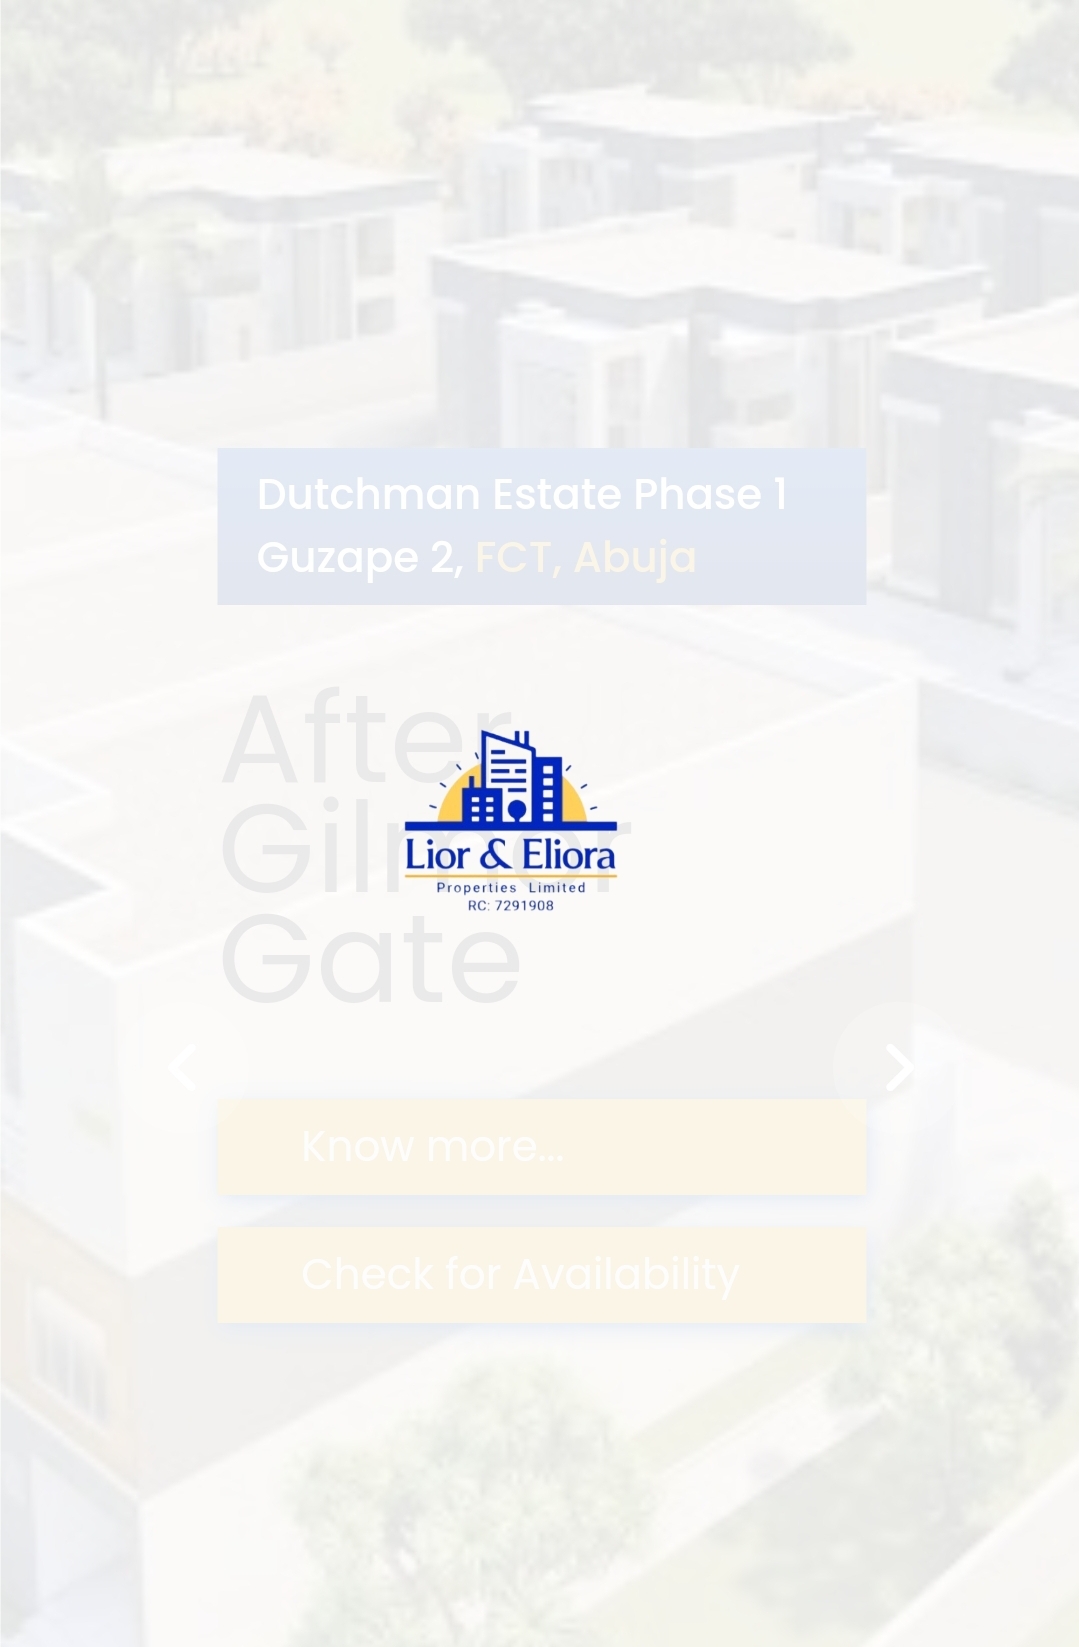 Dutchman Estate Phase 1
Guzape 2, FCT, Abuja
After
Gilmor
Gate
Lior & Eliora
Properties Limited
RC: 7291908
Know more...
Check for Availability